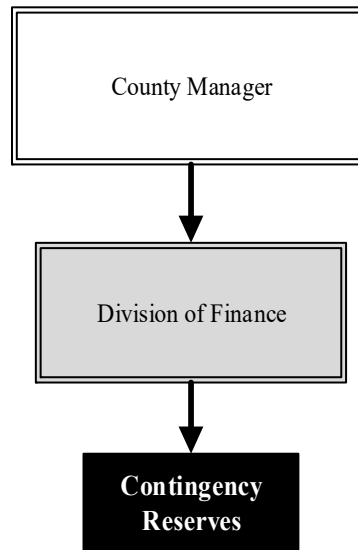 County Manager
Division of Finance
Contingency
Reserves